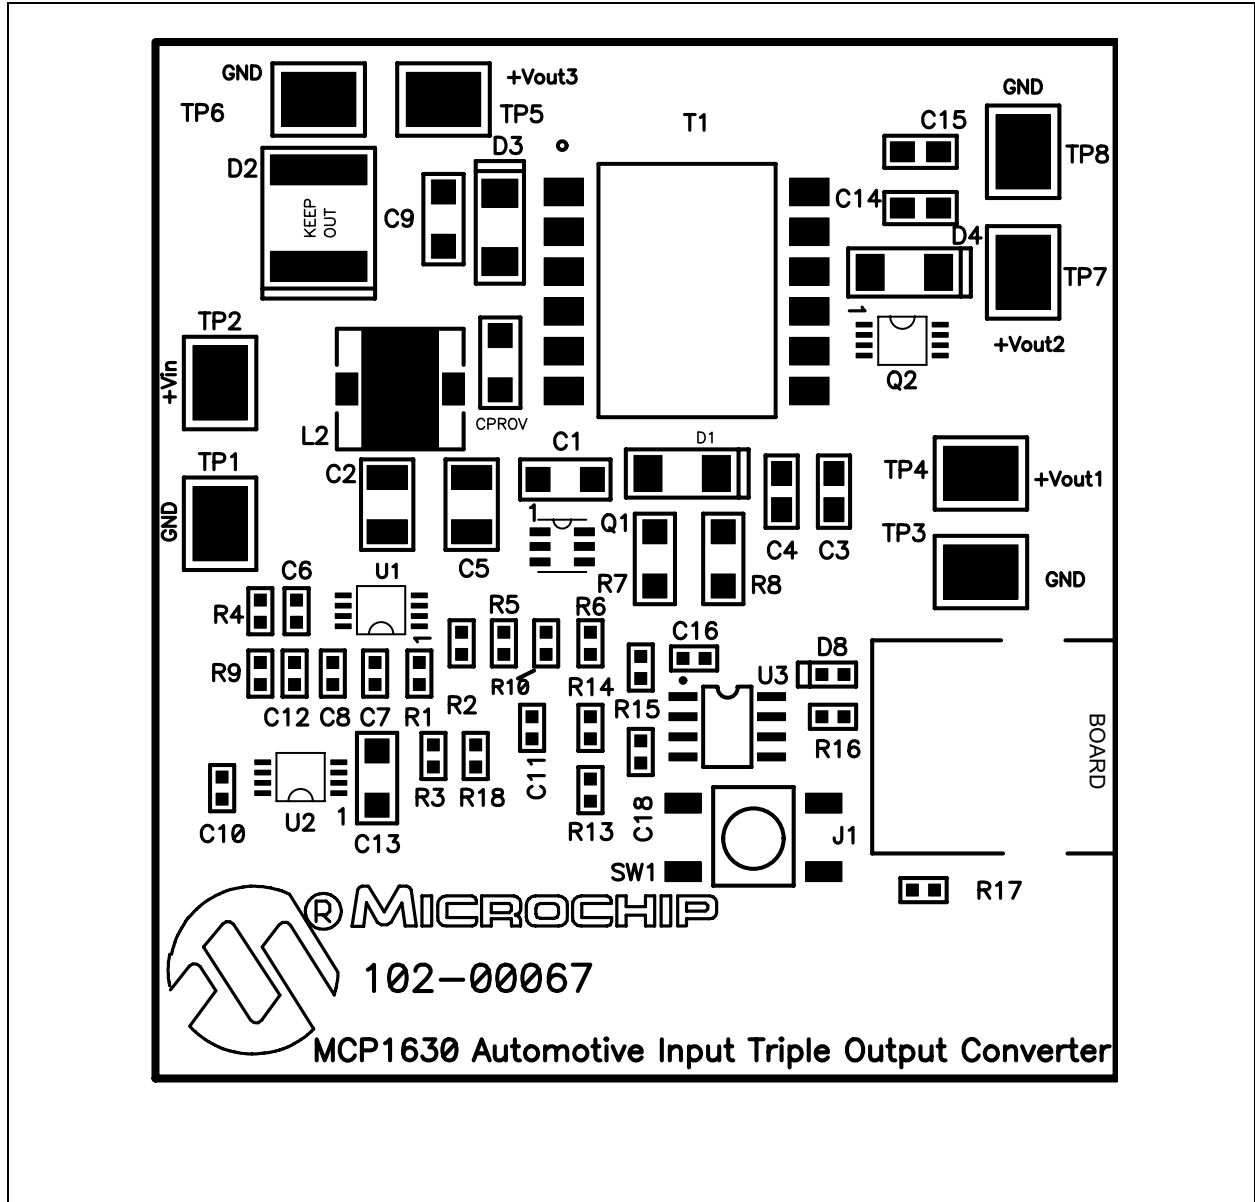 GND
+Vout3
TP6
TP5
T1
GND
C15
TP8
D2
D3
KEEP
OUT
C9
C14
D4
TP7
TP2
+Vin
1
+Vout2
Q2
L2
CPROV
TP1
GND
C2
C1
D1
TP4
+Vout1
1
Q1
TP3
C6
U1
C5
R7
R8
C4
C3
GND
R4
R5
R6
1
C16
D8
R9
R10
R14
U3
C12
C8
C7
R1
R2
R15
R16
BOARD
C11
C10
U2
1
C13
R3
R18
R13
C18
J1
SW1
R17
® MICROCHIP
102-00067
MCP1630 Automotive Input Triple Output Converter